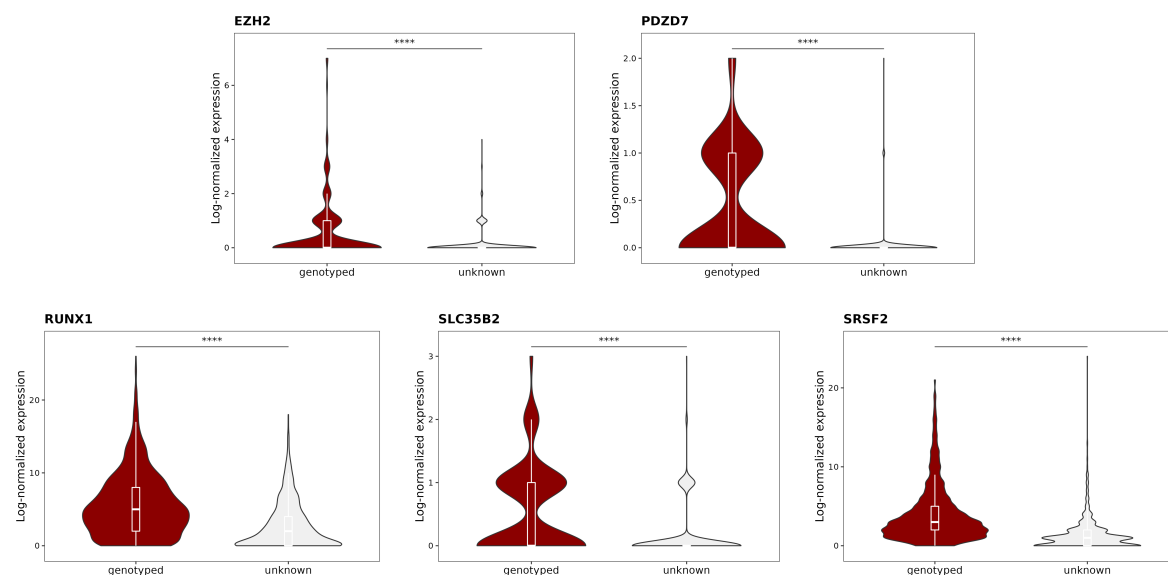 EZH2
****
Log-normalized expression
6
4
2
0
genotyped
unknown
PDZD7
****
Log-normalized expression
2.0
1.5
1.0
0.5
0.0
genotyped
unknown
RUNX1
****
Log-normalized expression
20
10
0
genotyped
unknown
SLC35B2
****
Log-normalized expression
3
2
1
0
genotyped
unknown
SRSF2
****
Log-normalized expression
20
10
0
genotyped
unknown